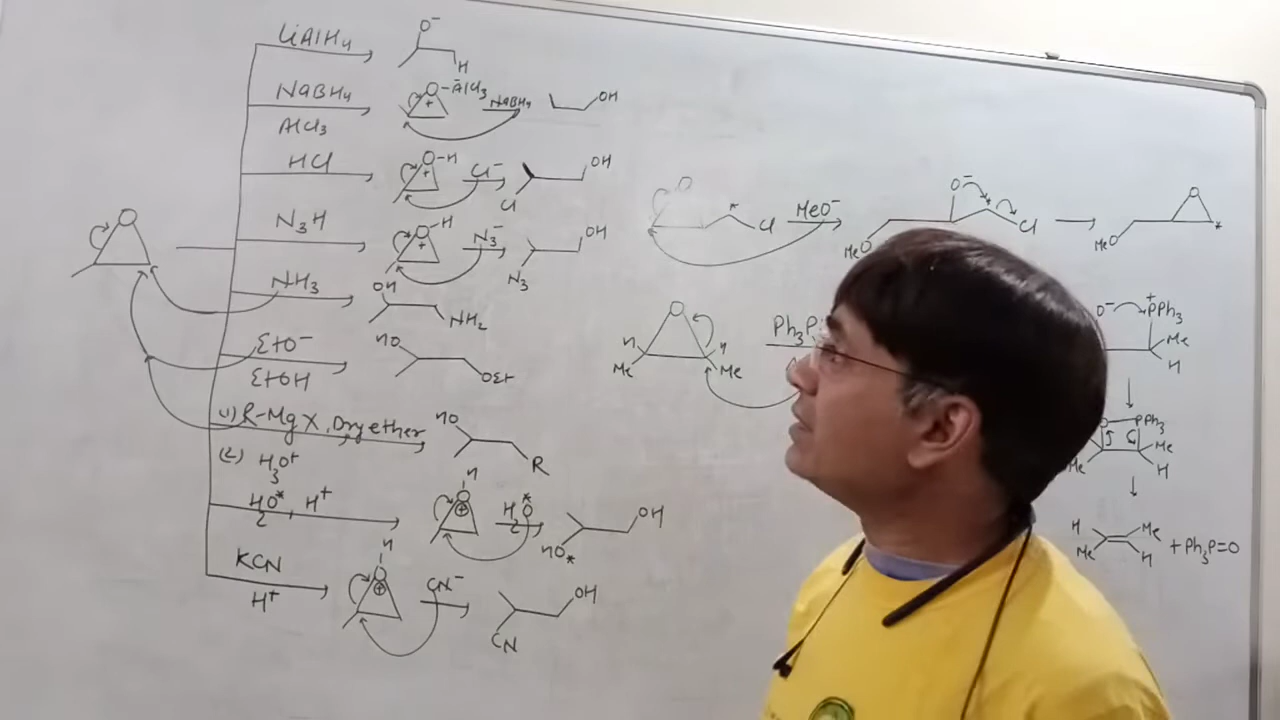 LiAlH4
O-
H
NaBH4
AlCl3
O-AlCl3
+
NaBH4
OH
HCl
O-H
+
Cl-
OH
Cl
N3H
O-H
+
N3-
OH
N3
O
NH3
OH
NH2
EtO-
EtOH
HO
OEt
(1) R-MgX, Dry ether
(2) H3O+
HO
R
H2O*, H+
H
O
+
H2O*
OH
HO*
KCN
H+
H
O
+
CN-
OH
CN
O
*
Cl
MeO-
O-
*
Cl
MeO
O
MeO
*
O
H
Me
H
Me
Ph3P
O-
+
PPh3
Me
H
O-PPh3
Me
Me
H
H
Me
Me
H
+ Ph3P=O